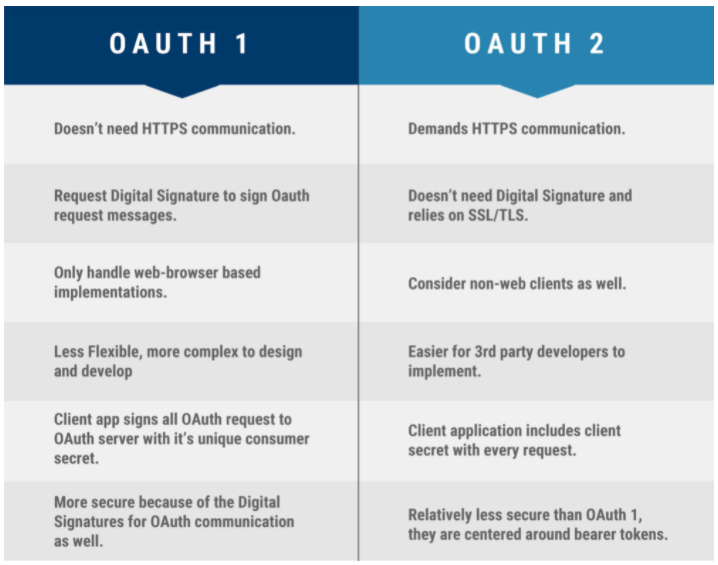 OAUTH 1
OAUTH 2
Doesn't need HTTPS communication.
Demands HTTPS communication.
Request Digital Signature to sign Oauth
request messages.
Doesn't need Digital Signature and
relies on SSL/TLS.
Only handle web-browser based
implementations.
Consider non-web clients as well.
Less Flexible, more complex to design
and develop
Easier for 3rd party developers to
implement.
Client app signs all OAuth request to
OAuth server with it's unique consumer
secret.
Client application includes client
secret with every request.
More secure because of the Digital
Signatures for OAuth communication
as well.
Relatively less secure than OAuth 1,
they are centered around bearer tokens.